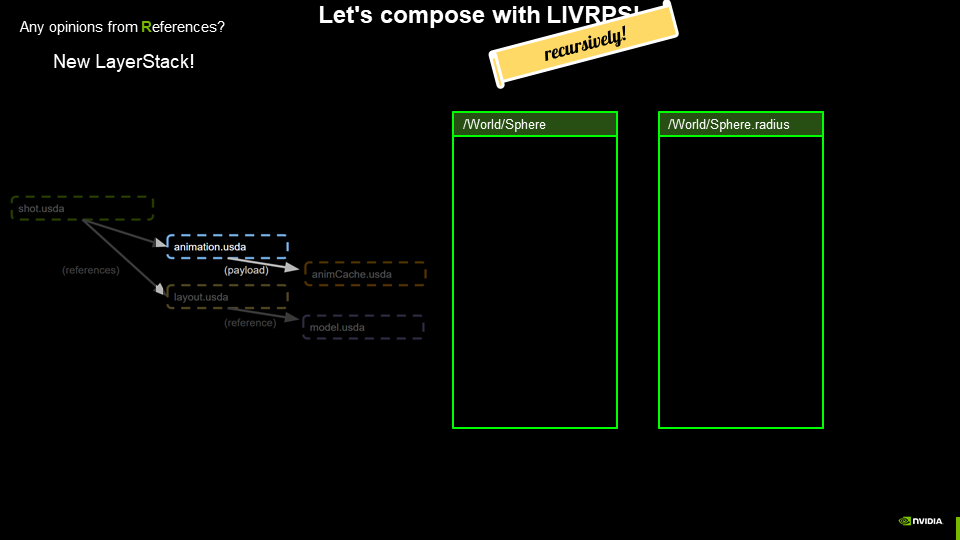 Let's compose with LIVRPS!
recursively!
Any opinions from References?
New LayerStack!
/World/Sphere
/World/Sphere.radius
shot.usda
animation.usda
(references)
(payload)
animCache.usda
layout.usda
(reference)
model.usda
NVIDIA